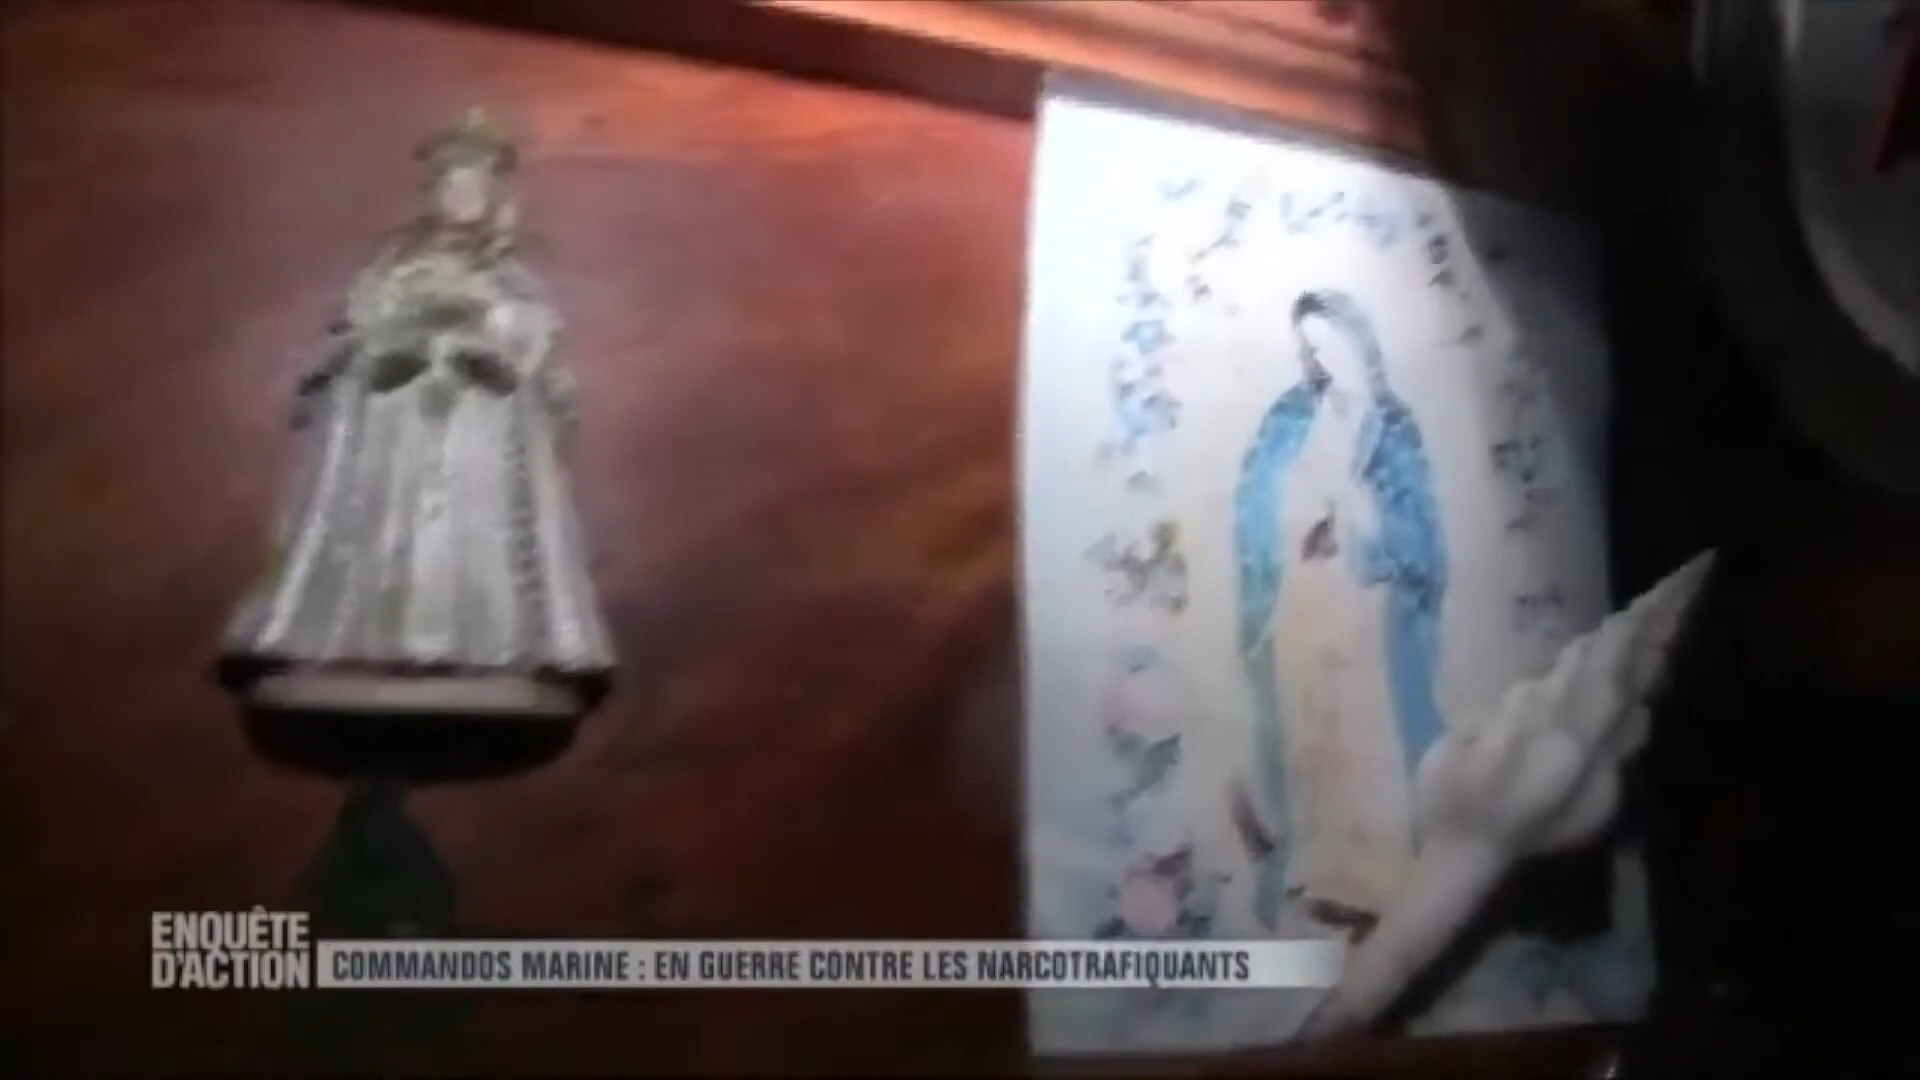 ENQUÊTE
D'ACTION
COMMANDOS MARINE : EN GUERRE CONTRE LES NARCOTRAFIQUANTS